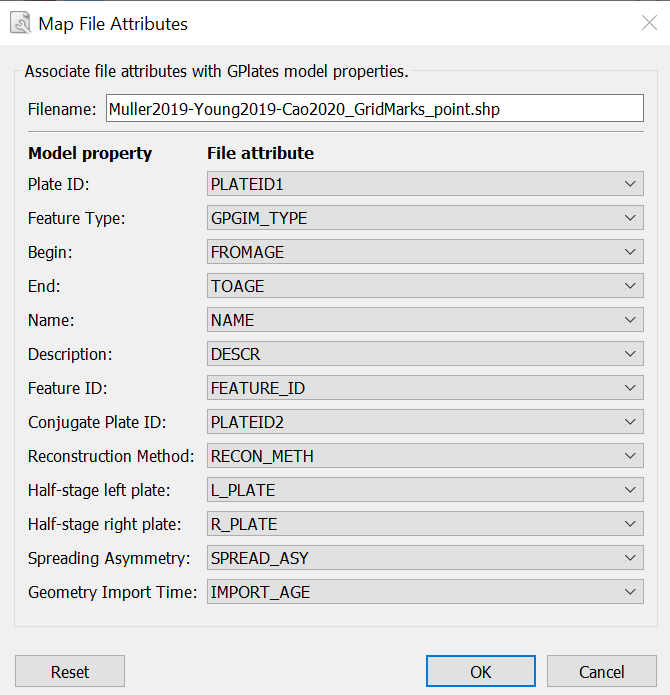 Map File Attributes
Associate file attributes with GPlates model properties.
Filename: Muller2019-Young2019-Cao2020_GridMarks_point.shp
Model property File attribute
Plate ID: PLATEID1
Feature Type: GPGIM_TYPE
Begin: FROMAGE
End: TOAGE
Name: NAME
Description: DESCR
Feature ID: FEATURE_ID
Conjugate Plate ID: PLATEID2
Reconstruction Method: RECON_METH
Half-stage left plate: L_PLATE
Half-stage right plate: R_PLATE
Spreading Asymmetry: SPREAD_ASY
Geometry Import Time: IMPORT_AGE
Reset OK Cancel